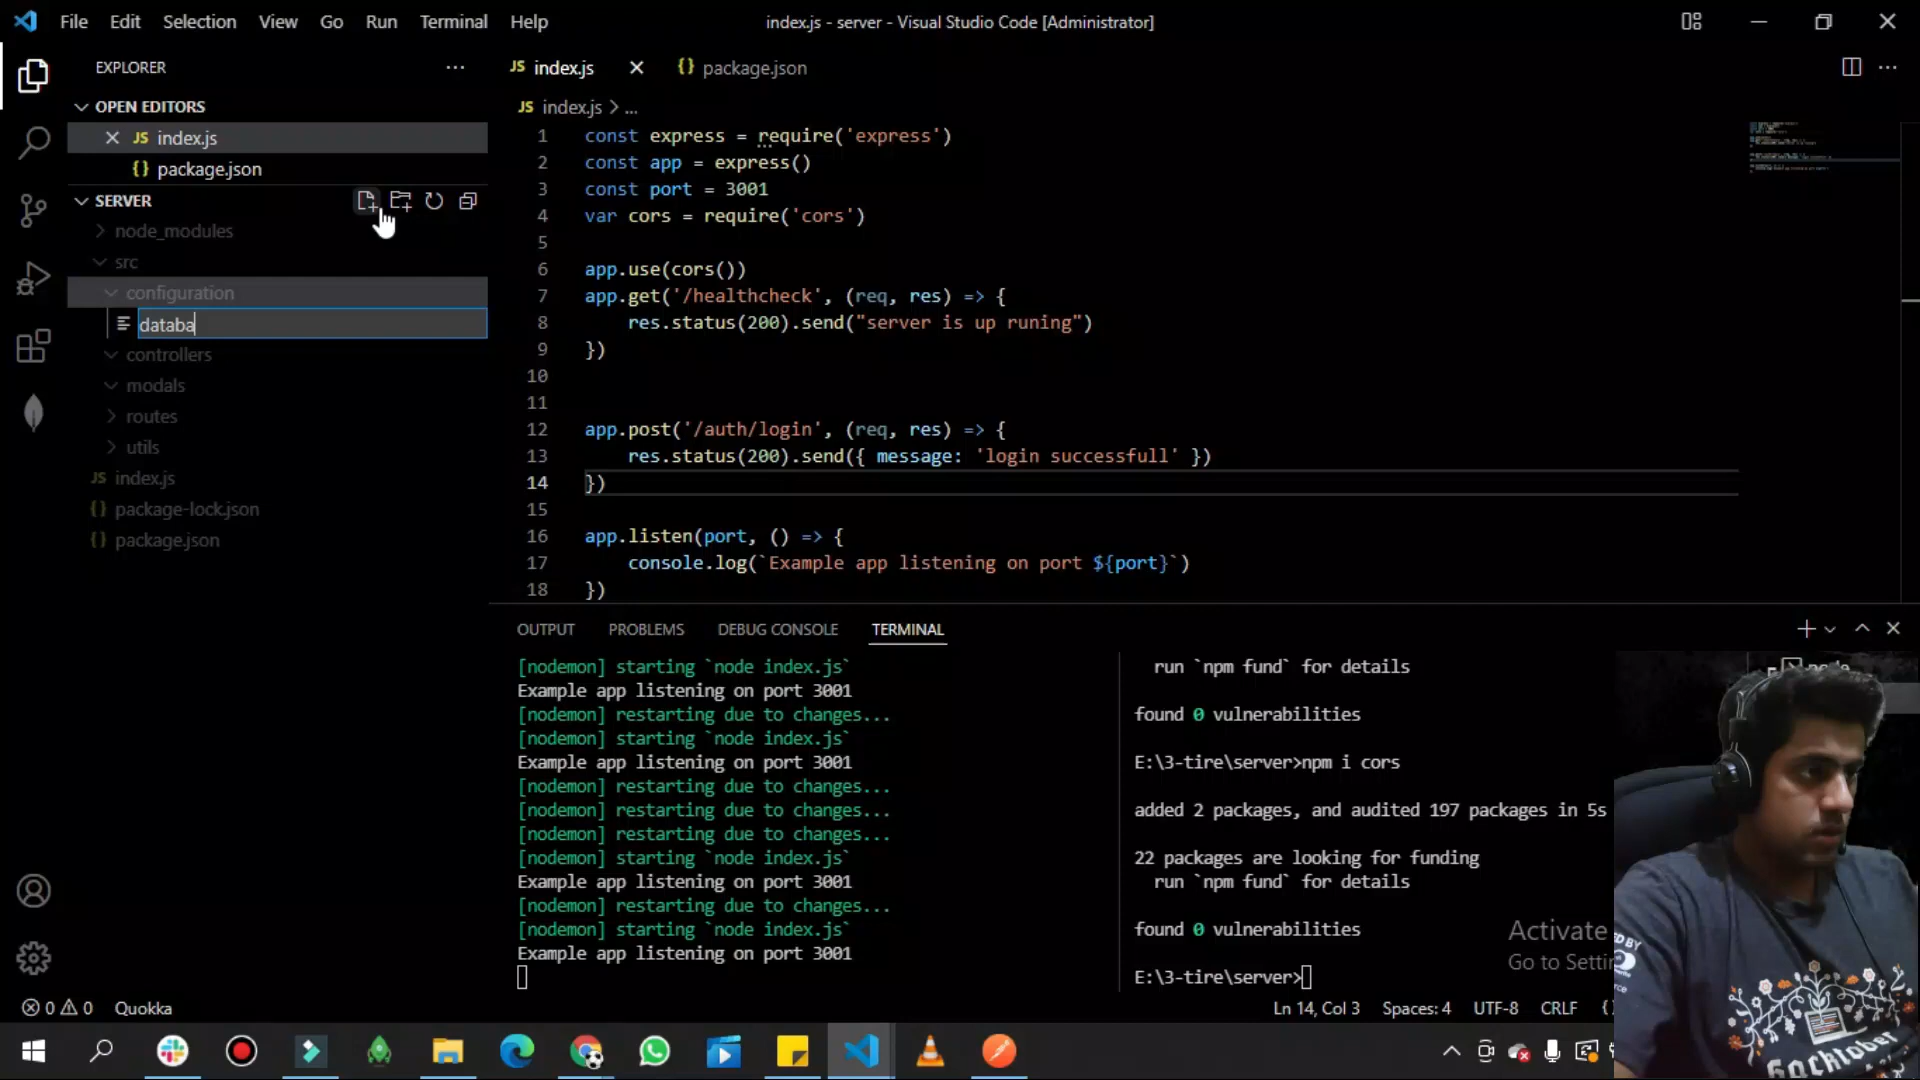 File Edit Selection View Go Run Terminal Help
index.js - server - Visual Studio Code [Administrator]
EXPLORER
OPEN EDITORS
JS index.js
{} package.json
SERVER
node_modules
src
configuration
databa
controllers
modals
routes
utils
JS index.js
{} package-lock.json
{} package.json
JS index.js
{} package.json
JS index.js > ...
1 const express = require('express')
2 const app = express()
3 const port = 3001
4 var cors = require('cors')
5
6 app.use(cors())
7 app.get('/healthcheck', (req, res) => {
8 res.status(200).send("server is up runing")
9 })
10
11
12 app.post('/auth/login', (req, res) => {
13 res.status(200).send({ message: 'login successfull' })
14 })
15
16 app.listen(port, () => {
17 console.log(`Example app listening on port ${port}`)
18 })
OUTPUT PROBLEMS DEBUG CONSOLE TERMINAL
[nodemon] starting `node index.js`
Example app listening on port 3001
[nodemon] restarting due to changes...
[nodemon] starting `node index.js`
Example app listening on port 3001
[nodemon] restarting due to changes...
[nodemon] restarting due to changes...
[nodemon] restarting due to changes...
[nodemon] starting `node index.js`
Example app listening on port 3001
[nodemon] restarting due to changes...
[nodemon] starting `node index.js`
Example app listening on port 3001
run `npm fund` for details
found 0 vulnerabilities
E:\3-tire\server>npm i cors
added 2 packages, and audited 197 packages in 5s
22 packages are looking for funding
run `npm fund` for details
found 0 vulnerabilities
E:\3-tire\server>
Activate
Go to Setti
0 0 Quokka
Ln 14, Col 3 Spaces: 4 UTF-8 CRLF {